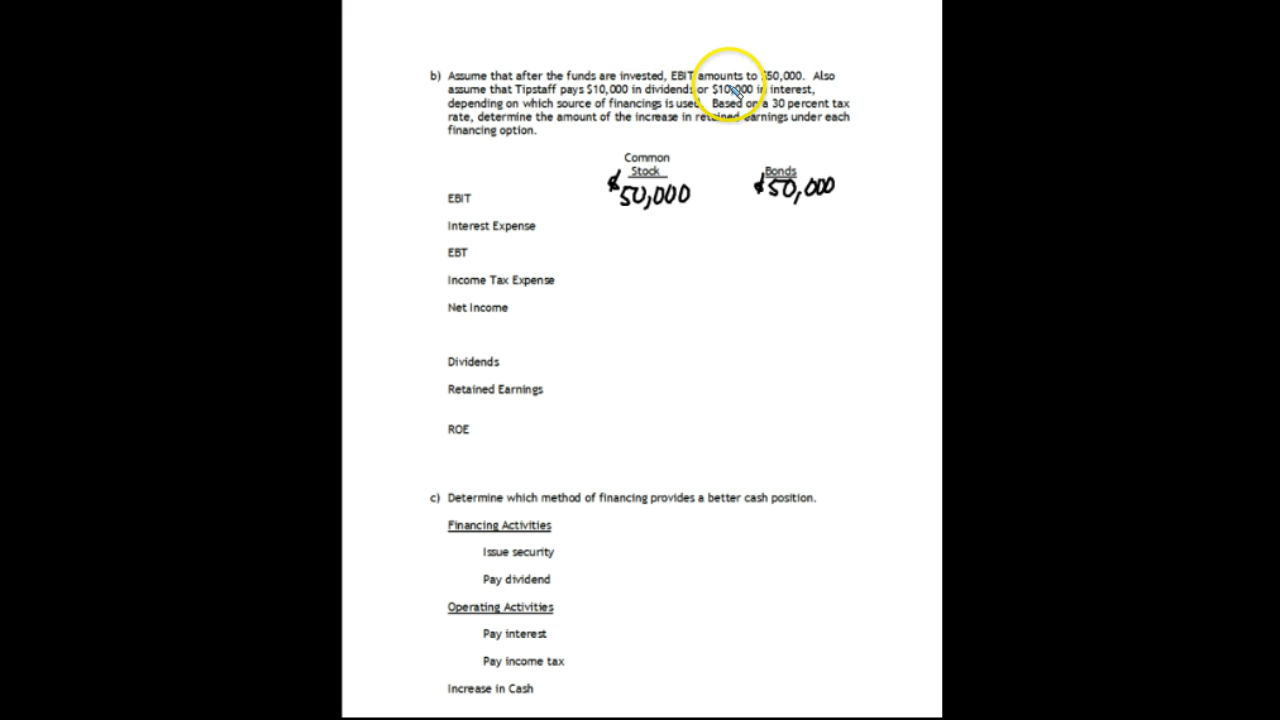 b) Assume that after the funds are invested, EBIT amounts to $50,000. Also
assume that Tipstaff pays $10,000 in dividends or $10,000 in interest,
depending on which source of financings is used. Based on a 30 percent tax
rate, determine the amount of the increase in retained earnings under each
financing option.
Common
Stock Bonds
$50,000 $50,000
EBIT
Interest Expense
EBT
Income Tax Expense
Net Income
Dividends
Retained Earnings
ROE
c) Determine which method of financing provides a better cash position.
Financing Activities
Issue security
Pay dividend
Operating Activities
Pay interest
Pay income tax
Increase in Cash